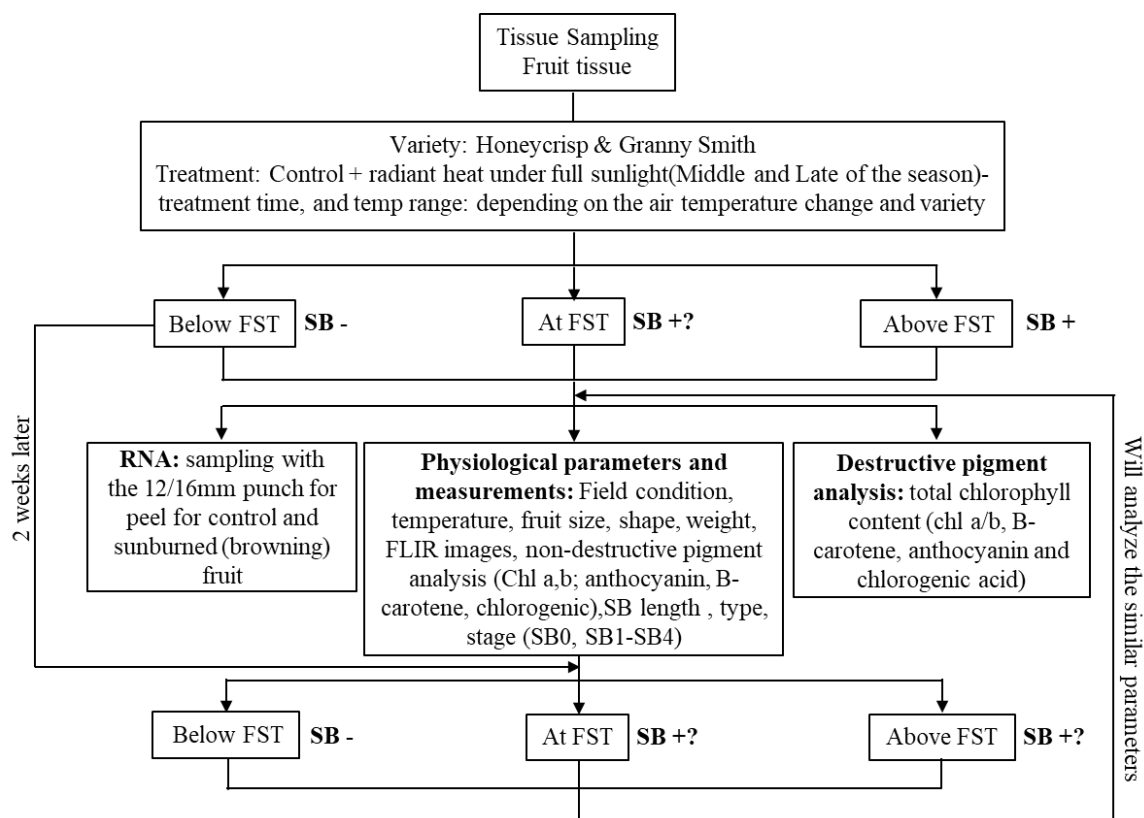 Tissue Sampling
Fruit tissue
Variety: Honeycrisp & Granny Smith
Treatment: Control + radiant heat under full sunlight(Middle and Late of the season)-
treatment time, and temp range: depending on the air temperature change and variety
Below FST SB -
At FST SB +?
Above FST SB +
2 weeks later
RNA: sampling with
the 12/16mm punch for
peel for control and
sunburned (browning)
fruit
Physiological parameters and
measurements: Field condition,
temperature, fruit size, shape, weight,
FLIR images, non-destructive pigment
analysis (Chl a,b; anthocyanin, B-
carotene, chlorogenic),SB length , type,
stage (SB0, SB1-SB4)
Destructive pigment
analysis: total chlorophyll
content (chl a/b, B-
carotene, anthocyanin and
chlorogenic acid)
Will analyze the similar parameters
Below FST SB -
At FST SB +?
Above FST SB +?